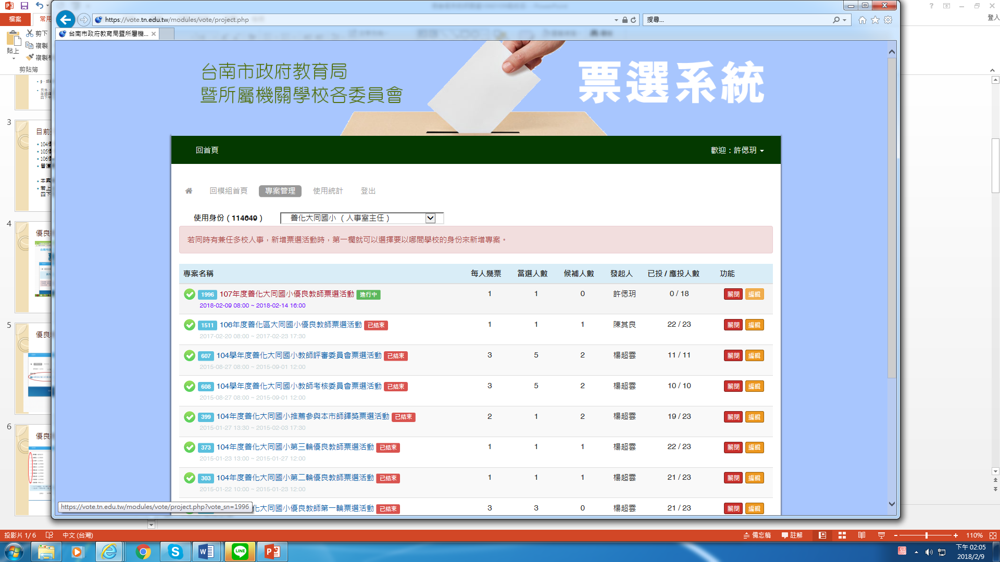 檔案
常用
登入
https://vote.tn.edu.tw/modules/vote/project.php
搜尋...
台南市政府教育局暨所屬機...
剪下
複製
貼上
剪貼簿
台南市政府教育局
暨所屬機關學校各委員會
票選系統
回首頁
歡迎：許偲玥
回模組首頁 專案管理 使用統計 登出
使用身份 ( 114649 ) 善化大同國小 ( 人事室主任 )
若同時有兼任多校人事，新增票選活動時，第一欄就可以選擇要以哪間學校的身份來新增專案。
專案名稱 每人幾票 當選人數 候補人數 發起人 已投 / 應投人數 功能
1996 107年度善化大同國小優良教師票選活動 進行中 1 1 0 許偲玥 0 / 18 關閉 編輯
2018-02-09 08:00 ~ 2018-02-14 16:00
1511 106年度善化區大同國小優良教師票選活動 已結束 1 1 1 陳其良 22 / 23 關閉 編輯
2017-02-20 08:00 ~ 2017-02-23 17:30
607 104學年度善化大同國小教師評審委員會票選活動 已結束 3 5 2 楊超雲 11 / 11 關閉 編輯
2015-08-27 08:00 ~ 2015-09-01 12:00
608 104學年度善化大同國小教師考核委員會票選活動 已結束 3 5 2 楊超雲 10 / 10 關閉 編輯
2015-08-27 08:00 ~ 2015-09-01 12:00
399 104年度善化大同國小推薦參與本市師鐸獎票選活動 已結束 2 1 2 楊超雲 19 / 23 關閉 編輯
2015-01-27 13:30 ~ 2015-02-03 17:30
373 104年度善化大同國小第三輪優良教師票選活動 已結束 1 1 1 楊超雲 22 / 23 關閉 編輯
2015-01-23 13:00 ~ 2015-01-27 12:00
303 104年度善化大同國小第二輪優良教師票選活動 已結束 1 1 1 楊超雲 21 / 23 關閉 編輯
2015-01-22 10:00 ~ 2015-01-23 12:00
化大同國小優良教師第一輪票選活動 已結束 3 3 0 楊超雲 21 / 23 關閉 編輯
https://vote.tn.edu.tw/modules/vote/project.php?vote_sn=1996
3
目前
4
優良
5
優良
6
優良
投影片 1 / 6 中文 (台灣) 備忘稿 註解 110%
下午 02:05
2018/2/9